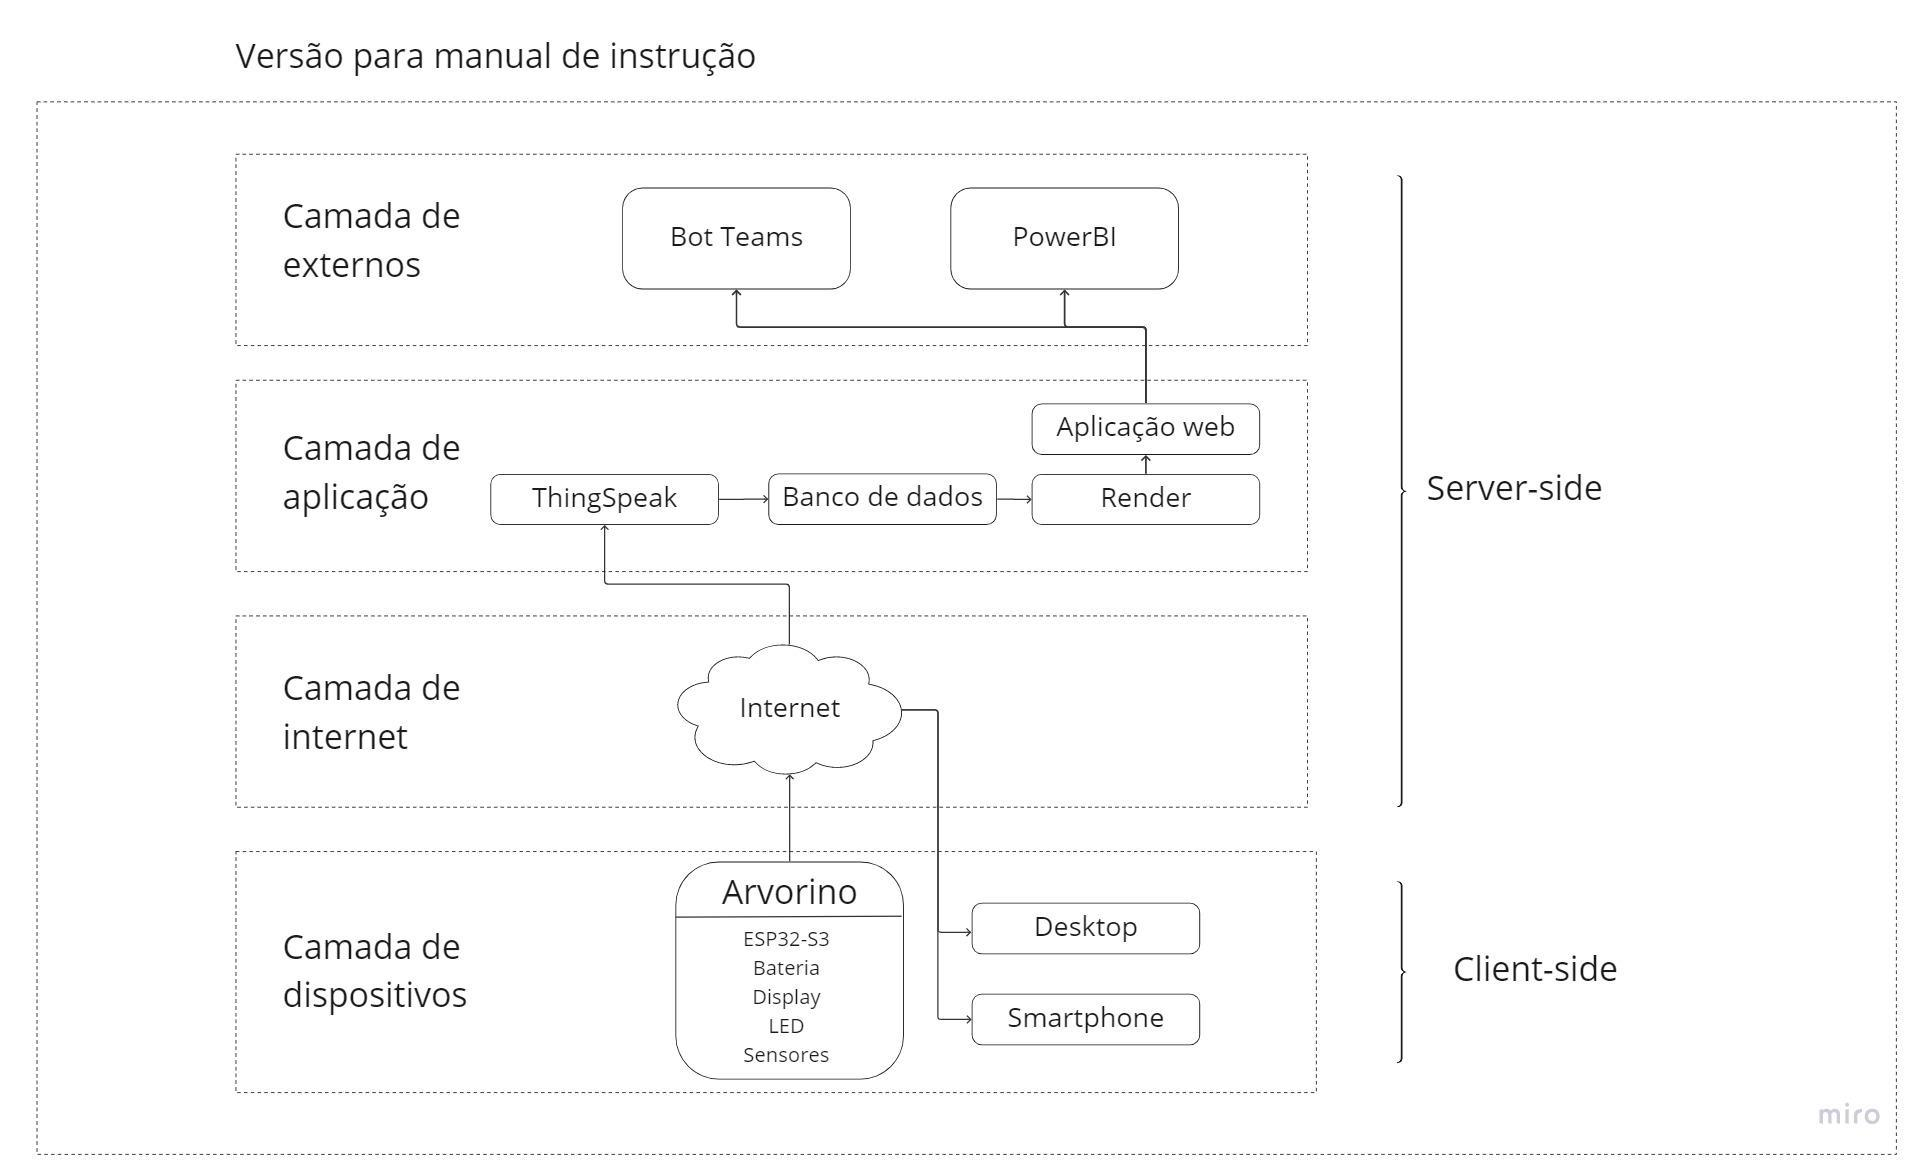 Versão para manual de instrução
Camada de
externos
Bot Teams
PowerBI
Camada de
aplicação
Aplicação web
ThingSpeak
Banco de dados
Render
Server-side
Camada de
internet
Internet
Camada de
dispositivos
Arvorino
ESP32-S3
Bateria
Display
LED
Sensores
Desktop
Smartphone
Client-side
miro